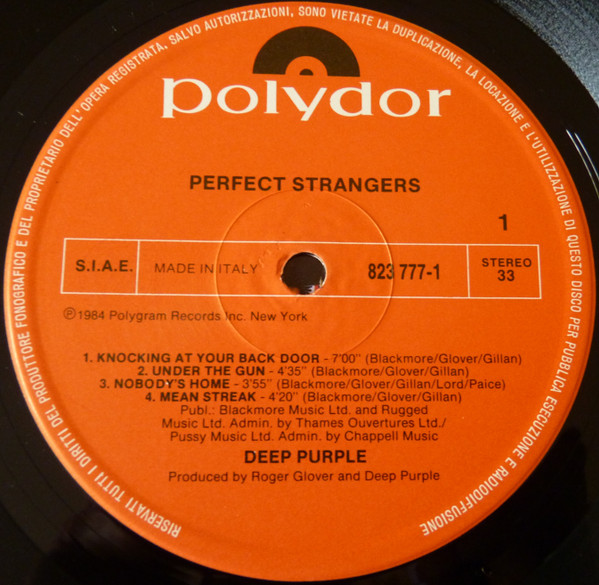 RISERVATI TUTTI I DIRITTI DEL PRODUTTORE FONOGRAFICO E DEL PROPRIETARIO DELL'OPERA REGISTRATA, SALVO AUTORIZZAZIONI, SONO VIETATE LA DUPLICAZIONE, LA LOCAZIONE E L'UTILIZZAZIONE DI QUESTO DISCO PER PUBBLICA ESECUZIONE E RADIODIFFUSIONE
polydor
PERFECT STRANGERS
1
S.I.A.E. MADE IN ITALY 823 777-1 STEREO
33
℗1984 Polygram Records Inc. New York
1. KNOCKING AT YOUR BACK DOOR - 7'00" (Blackmore/Glover/Gillan)
2. UNDER THE GUN - 4'35" (Blackmore/Glover/Gillan)
3. NOBODY'S HOME - 3'55" (Blackmore/Glover/Gillan/Lord/Paice)
4. MEAN STREAK - 4'20" (Blackmore/Glover/Gillan)
Publ.: Blackmore Music Ltd. and Rugged
Music Ltd. Admin. by Thames Ouvertures Ltd./
Pussy Music Ltd. Admin. by Chappell Music
DEEP PURPLE
Produced by Roger Glover and Deep Purple